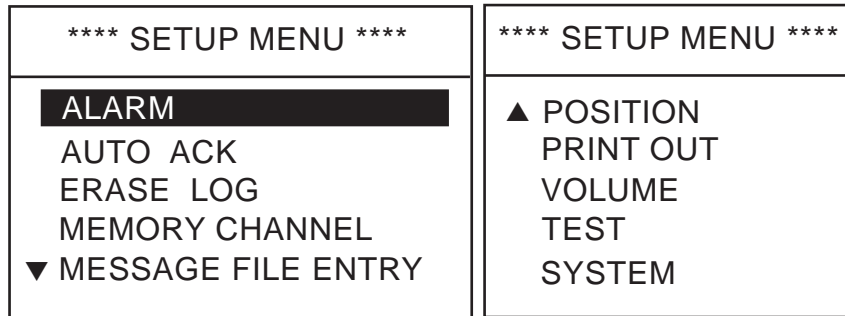 **** SETUP MENU ****
ALARM
AUTO ACK
ERASE LOG
MEMORY CHANNEL
▼ MESSAGE FILE ENTRY
**** SETUP MENU ****
▲ POSITION
PRINT OUT
VOLUME
TEST
SYSTEM